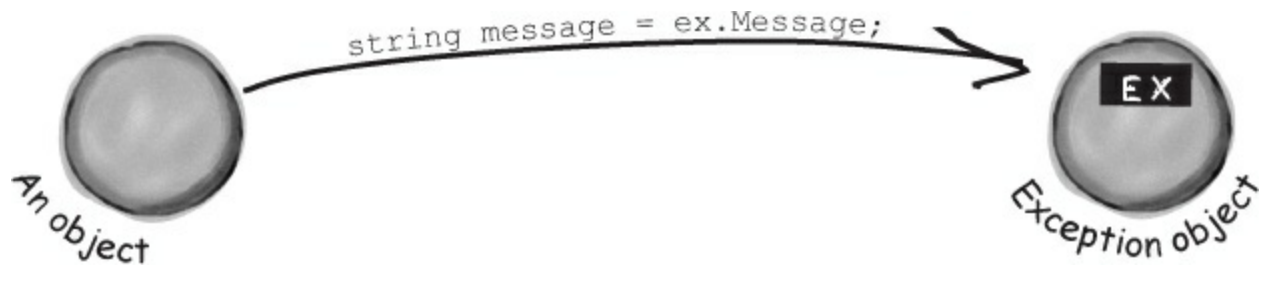 string message = ex.Message;
EX
An object
Exception object